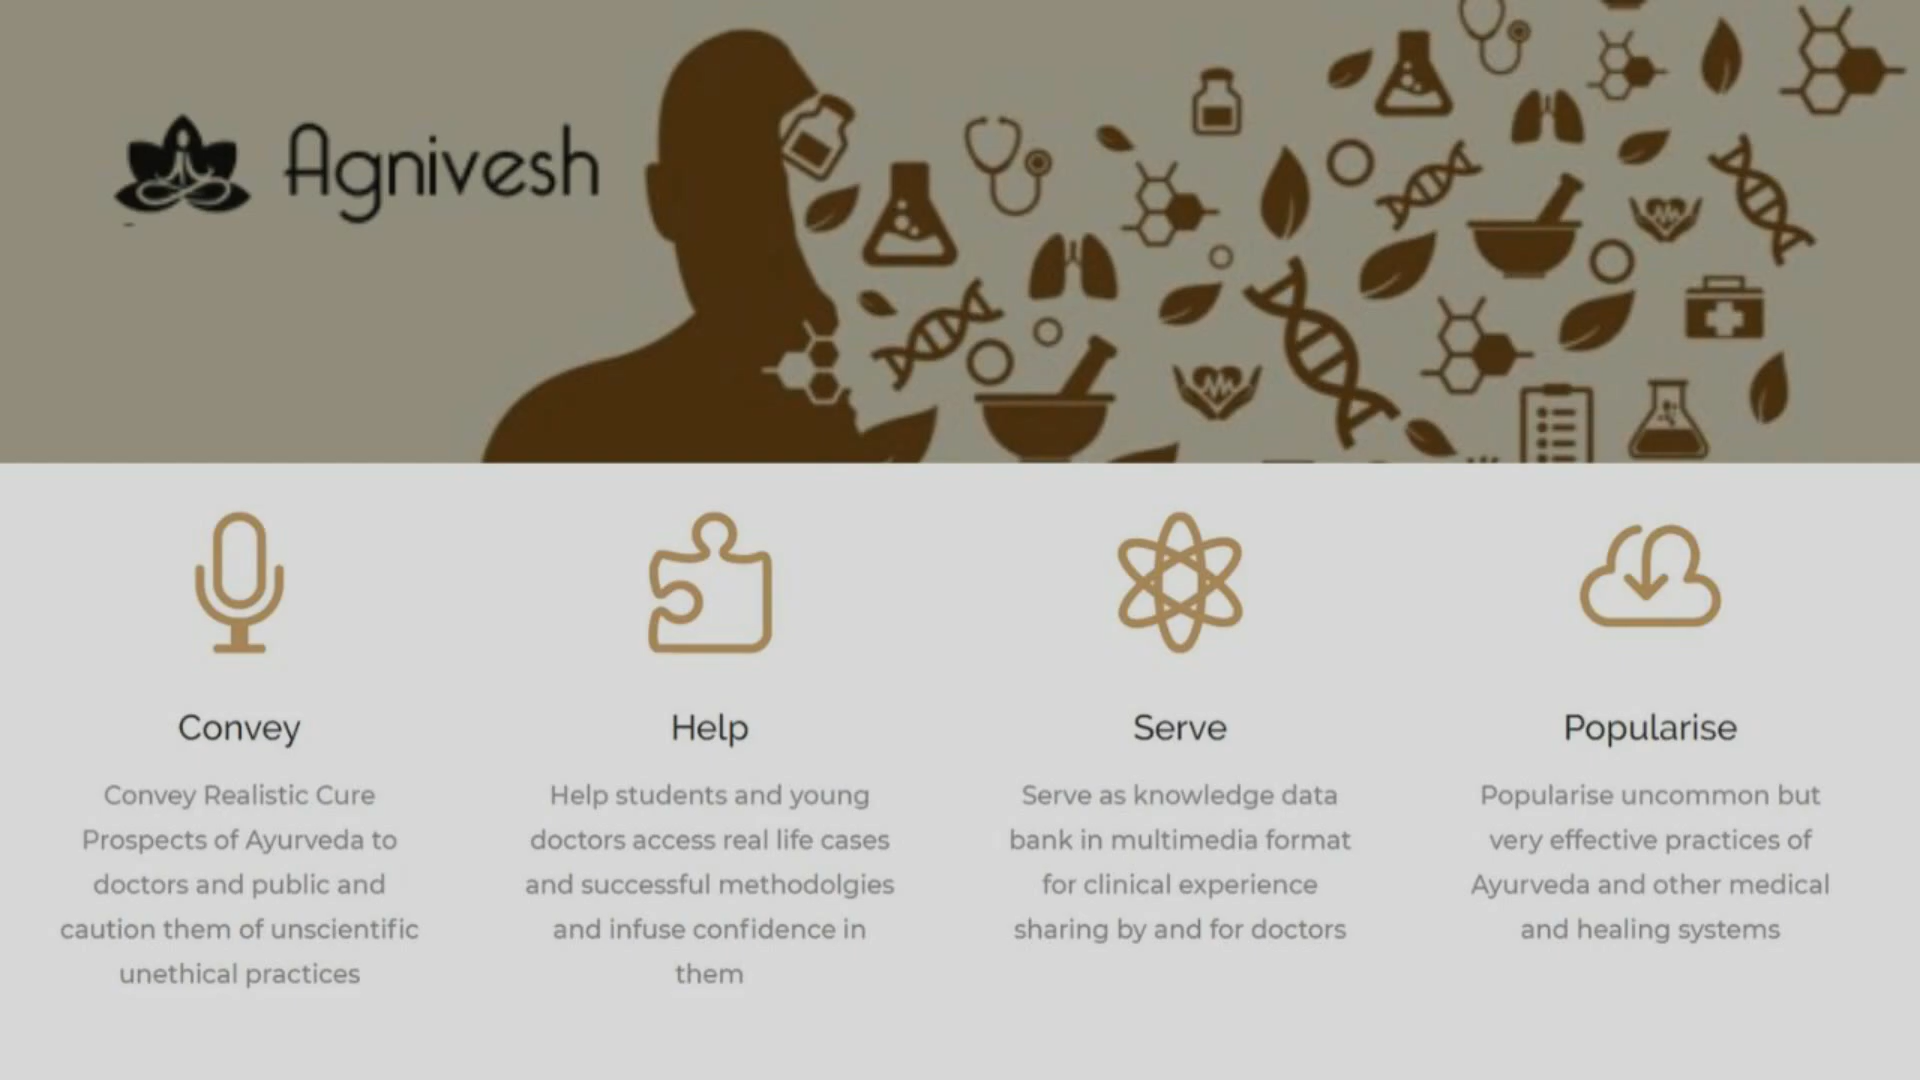 Agnivesh
Convey
Convey Realistic Cure
Prospects of Ayurveda to
doctors and public and
caution them of unscientific
unethical practices
Help
Help students and young
doctors access real life cases
and successful methodolgies
and infuse confidence in
them
Serve
Serve as knowledge data
bank in multimedia format
for clinical experience
sharing by and for doctors
Popularise
Popularise uncommon but
very effective practices of
Ayurveda and other medical
and healing systems